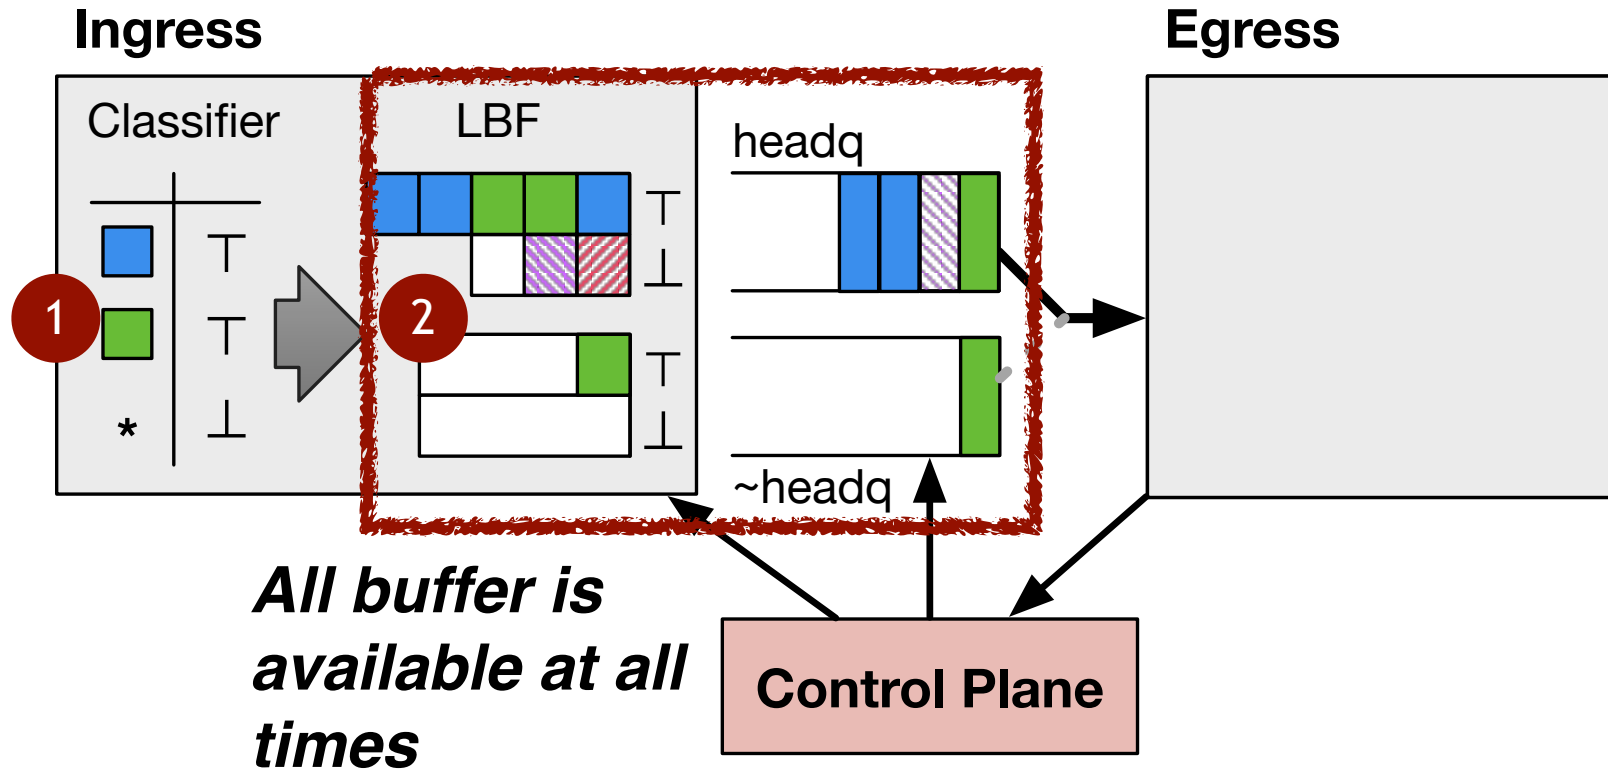 Ingress
Egress
Classifier
LBF
headq
⊤
⊥
⊤
1
⊤
2
⊤
* ⊥
⊥
~headq
All buffer is
available at all
times
Control Plane